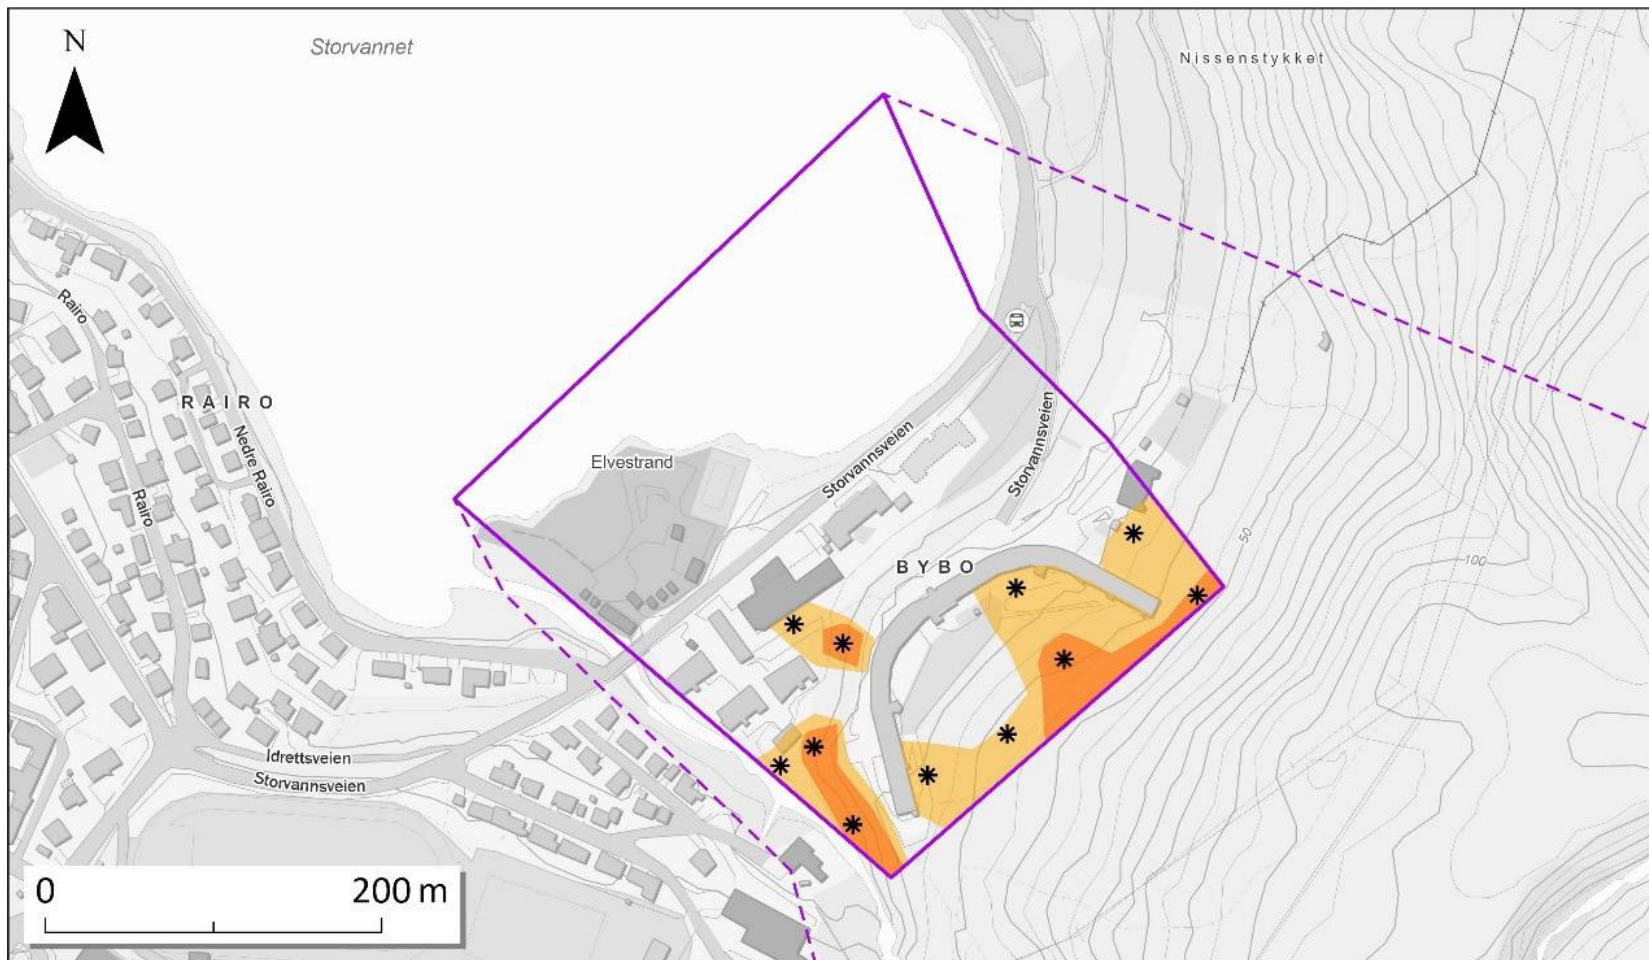 N
Storvannet
Nissenstykket
Rairo
RAIRO
Nedre Rairo
Rairo
Elvestrand
Storvannsveien
Storvannsveien
BYBO
50
100
Idrettsveien
Storvannsveien
0 200 m